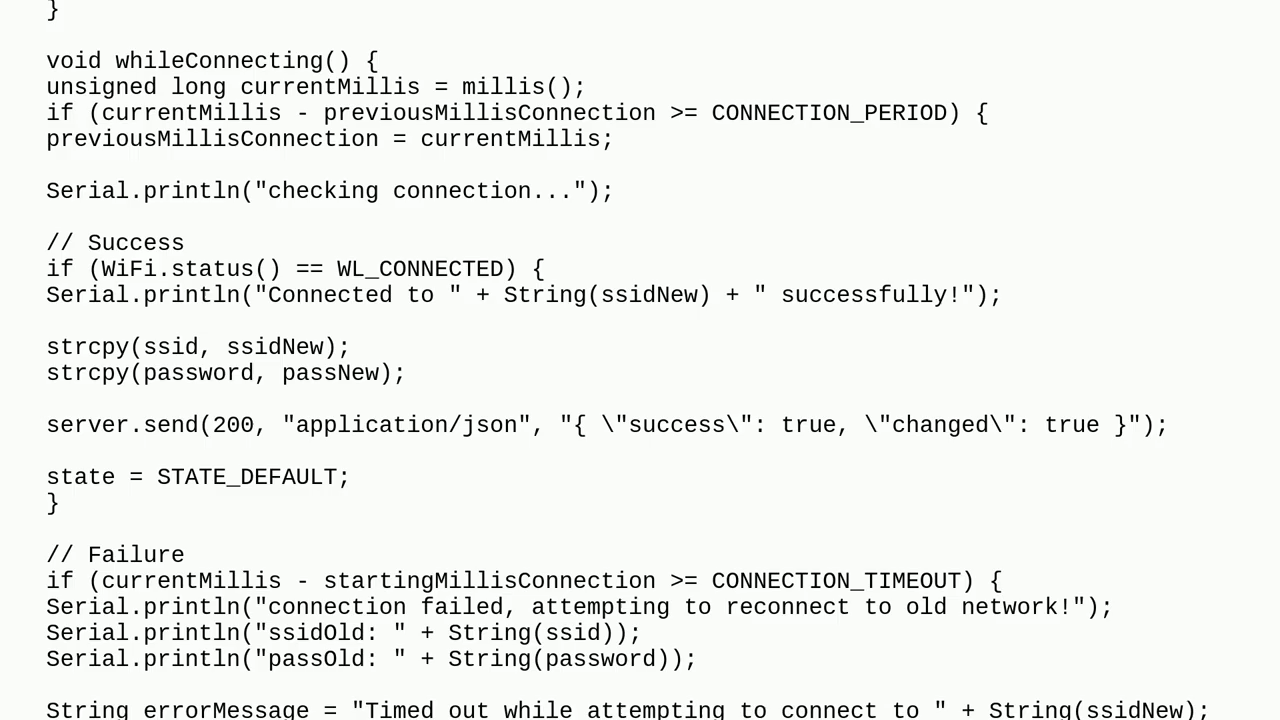 }
void whileConnecting() {
unsigned long currentMillis = millis();
if (currentMillis - previousMillisConnection >= CONNECTION_PERIOD) {
previousMillisConnection = currentMillis;
Serial.println("checking connection...");
// Success
if (WiFi.status() == WL_CONNECTED) {
Serial.println("Connected to " + String(ssidNew) + " successfully!");
strcpy(ssid, ssidNew);
strcpy(password, passNew);
server.send(200, "application/json", "{ \"success\": true, \"changed\": true }");
state = STATE_DEFAULT;
}
// Failure
if (currentMillis - startingMillisConnection >= CONNECTION_TIMEOUT) {
Serial.println("connection failed, attempting to reconnect to old network!");
Serial.println("ssidOld: " + String(ssid));
Serial.println("passOld: " + String(password));
String errorMessage = "Timed out while attempting to connect to " + String(ssidNew);